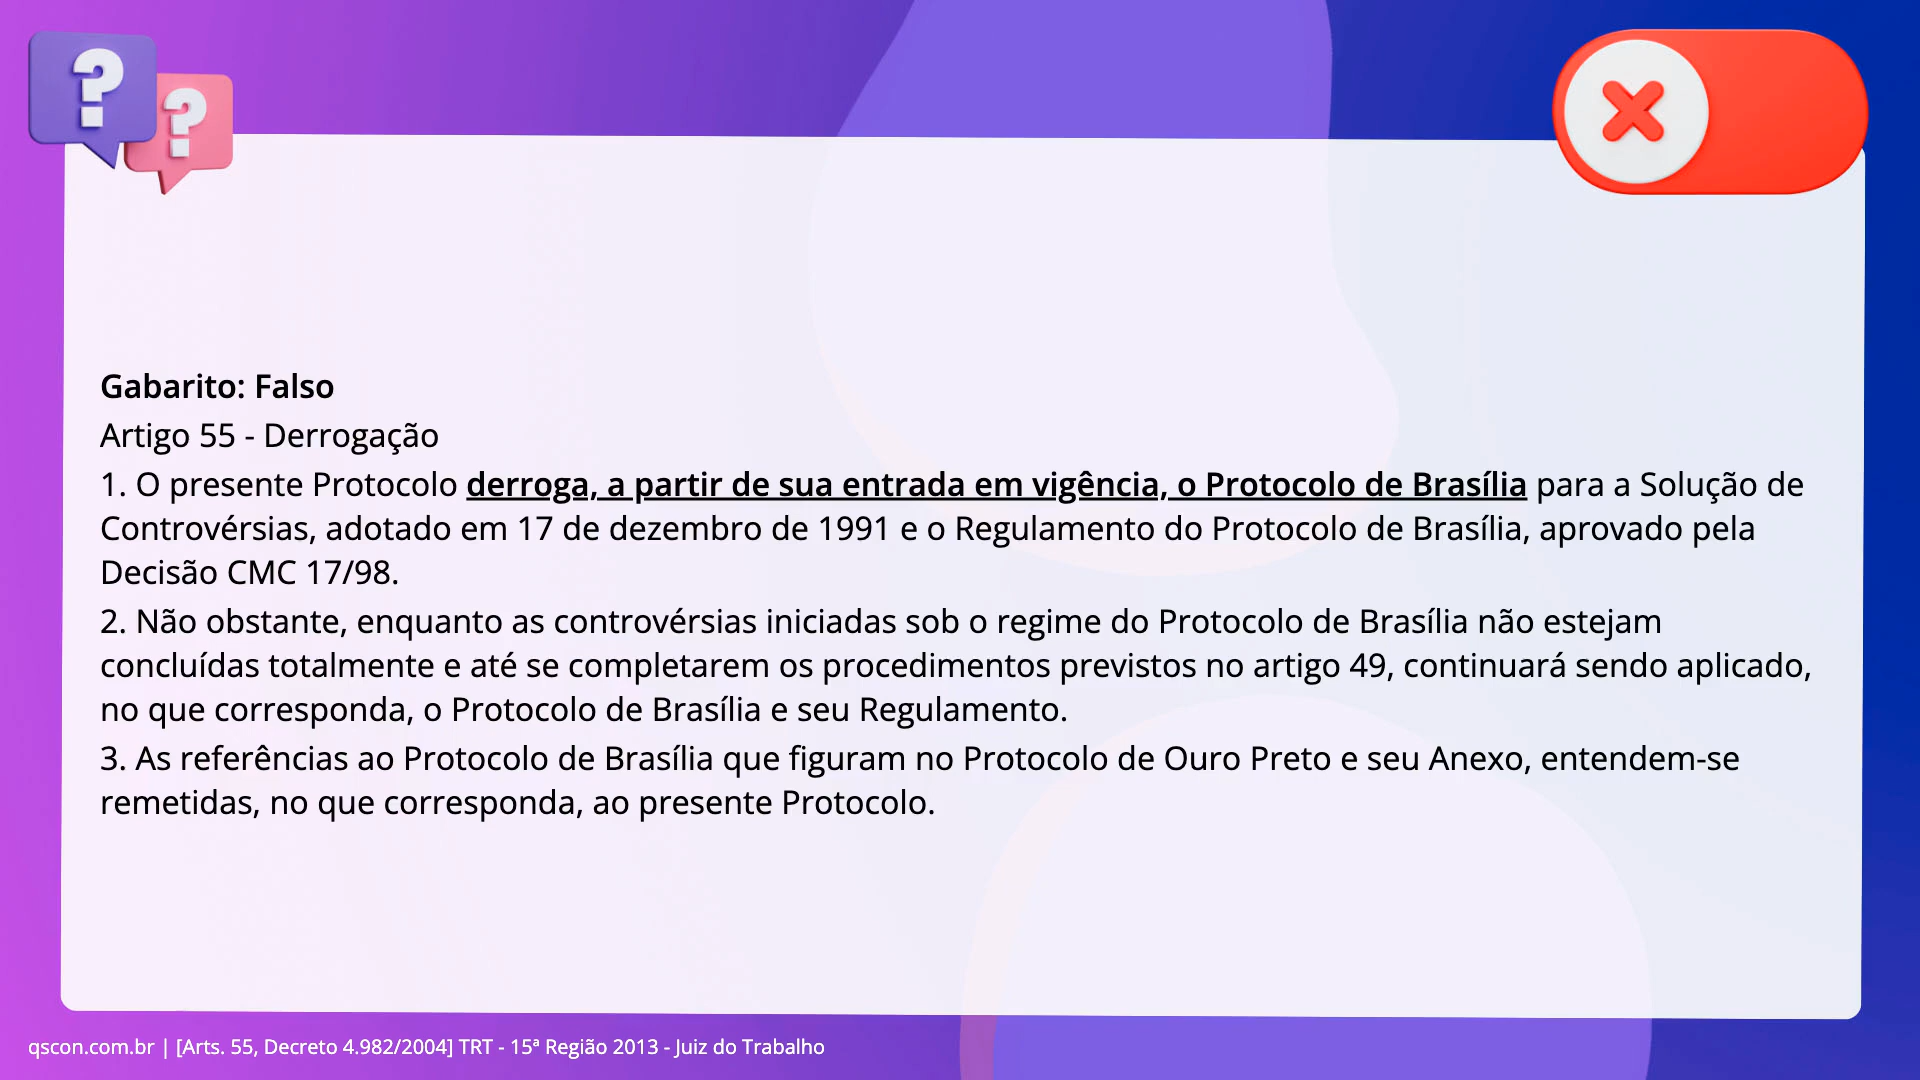 ?
?
Gabarito: Falso
Artigo 55 - Derrogação
1. O presente Protocolo derroga, a partir de sua entrada em vigência, o Protocolo de Brasília para a Solução de
Controvérsias, adotado em 17 de dezembro de 1991 e o Regulamento do Protocolo de Brasília, aprovado pela
Decisão CMC 17/98.
2. Não obstante, enquanto as controvérsias iniciadas sob o regime do Protocolo de Brasília não estejam
concluídas totalmente e até se completarem os procedimentos previstos no artigo 49, continuará sendo aplicado,
no que corresponda, o Protocolo de Brasília e seu Regulamento.
3. As referências ao Protocolo de Brasília que figuram no Protocolo de Ouro Preto e seu Anexo, entendem-se
remetidas, no que corresponda, ao presente Protocolo.
qscon.com.br | [Arts. 55, Decreto 4.982/2004] TRT - 15ª Região 2013 - Juiz do Trabalho